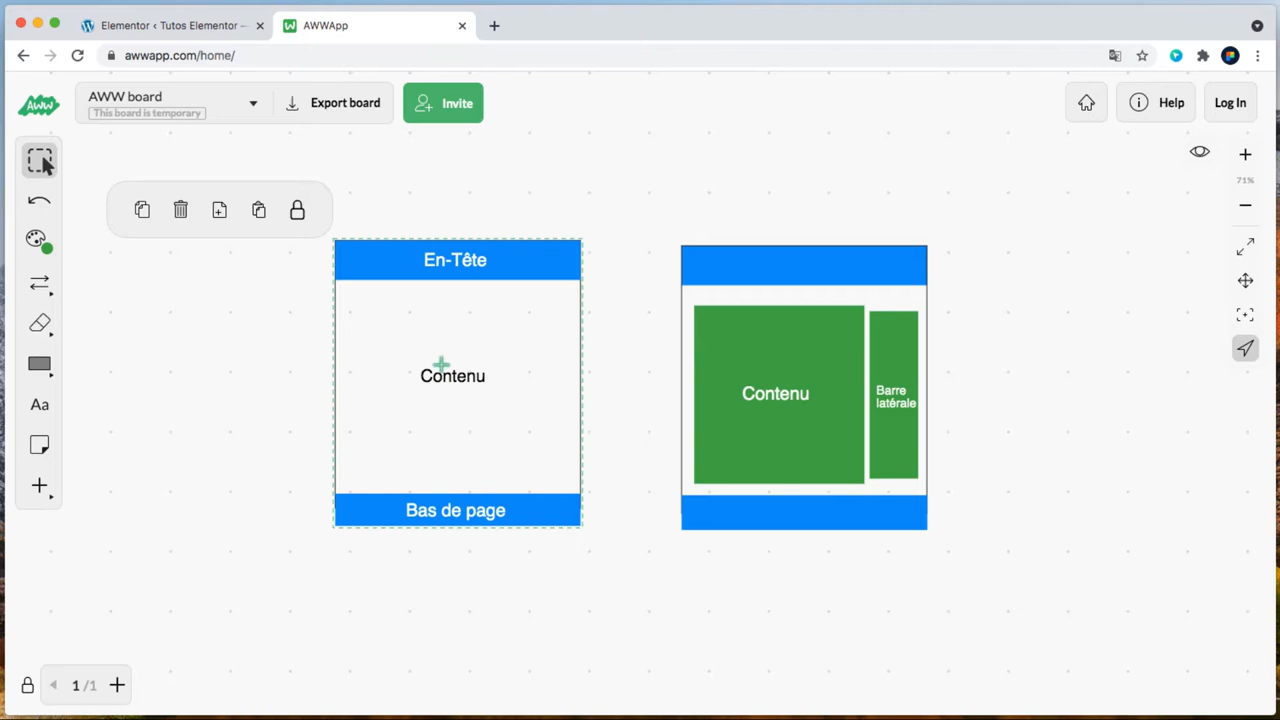 Elementor ‹ Tutos Elementor —
AWWApp
awwapp.com/home/
AWW
AWW board
This board is temporary
Export board
Invite
Help
Log In
71%
Aa
En-Tête
Contenu
Bas de page
Contenu
Barre
latérale
1 /1